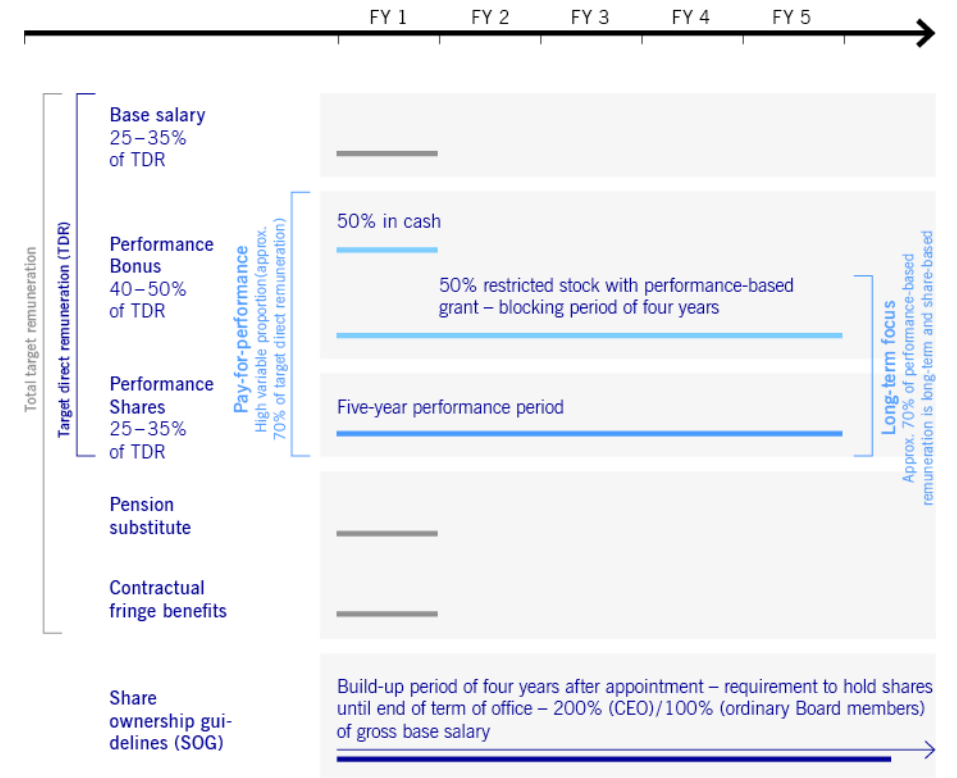 FY 1 FY 2 FY 3 FY 4 FY 5
Total target remuneration
Target direct remuneration (TDR)
Base salary
25–35%
of TDR
Performance
Bonus
40–50%
of TDR
Performance
Shares
25–35%
of TDR
Pay-for-performance
High variable proportion(approx.
70% of target direct remuneration)
50% in cash
50% restricted stock with performance-based
grant – blocking period of four years
Five-year performance period
Long-term focus
Approx. 70% of performance-based
remuneration is long-term and share-based
Pension
substitute
Contractual
fringe benefits
Share
ownership gui-
delines (SOG)
Build-up period of four years after appointment – requirement to hold shares
until end of term of office – 200% (CEO)/100% (ordinary Board members)
of gross base salary